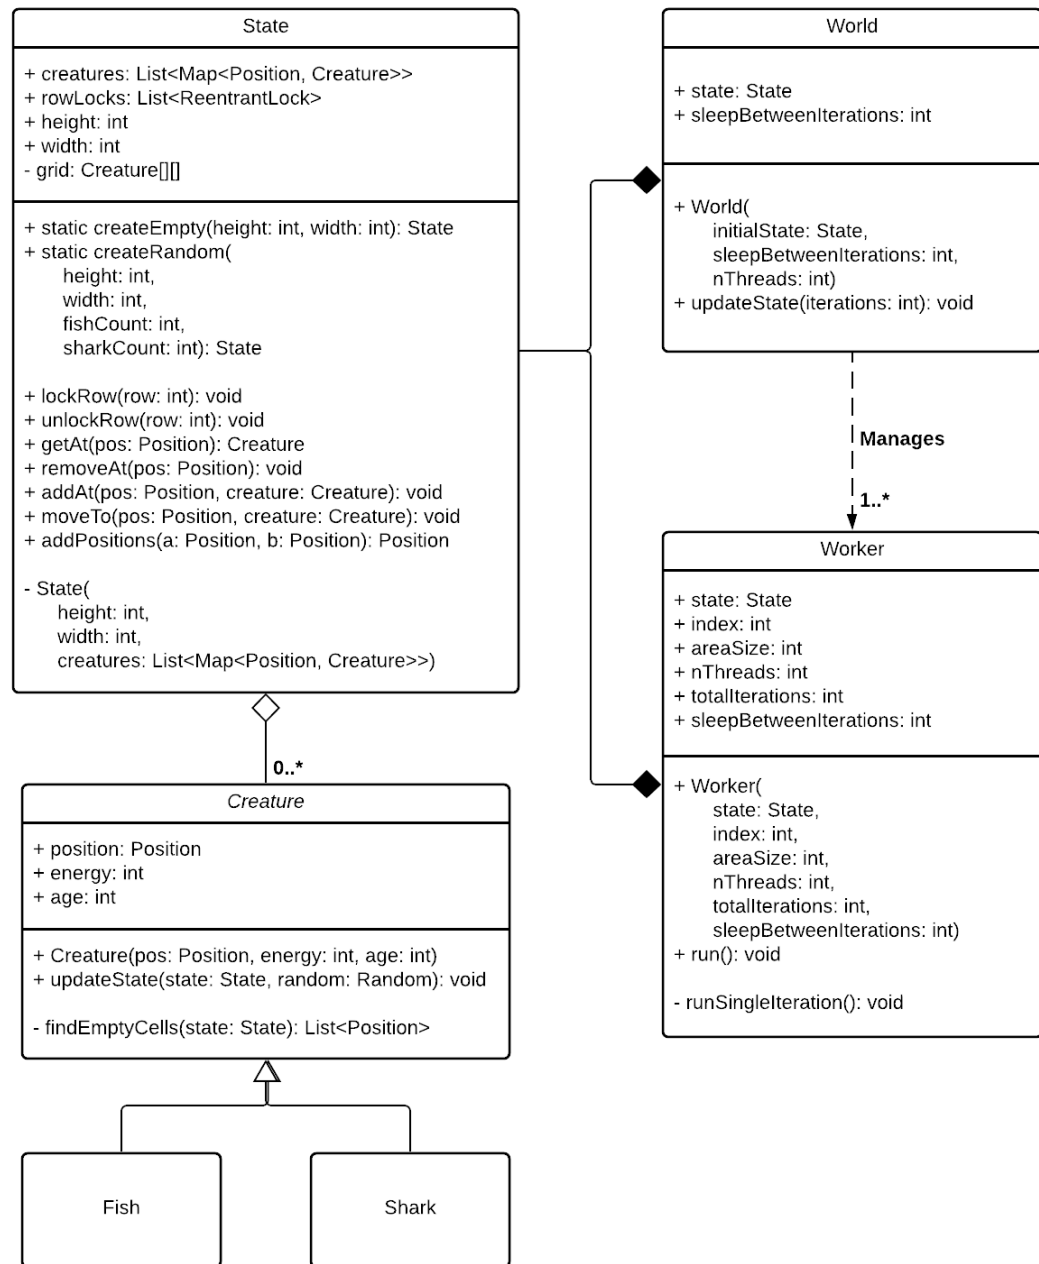 State
+ creatures: List<Map<Position, Creature>>
+ rowLocks: List<ReentrantLock>
+ height: int
+ width: int
- grid: Creature[][]
+ static createEmpty(height: int, width: int): State
+ static createRandom(
height: int,
width: int,
fishCount: int,
sharkCount: int): State
+ lockRow(row: int): void
+ unlockRow(row: int): void
+ getAt(pos: Position): Creature
+ removeAt(pos: Position): void
+ addAt(pos: Position, creature: Creature): void
+ moveTo(pos: Position, creature: Creature): void
+ addPositions(a: Position, b: Position): Position
- State(
height: int,
width: int,
creatures: List<Map<Position, Creature>>)
0..*
Creature
+ position: Position
+ energy: int
+ age: int
+ Creature(pos: Position, energy: int, age: int)
+ updateState(state: State, random: Random): void
- findEmptyCells(state: State): List<Position>
Fish
Shark
World
+ state: State
+ sleepBetweenIterations: int
+ World(
initialState: State,
sleepBetweenIterations: int,
nThreads: int)
+ updateState(iterations: int): void
Manages
1..*
Worker
+ state: State
+ index: int
+ areaSize: int
+ nThreads: int
+ totalIterations: int
+ sleepBetweenIterations: int
+ Worker(
state: State,
index: int,
areaSize: int,
nThreads: int,
totalIterations: int,
sleepBetweenIterations: int)
+ run(): void
- runSingleIteration(): void